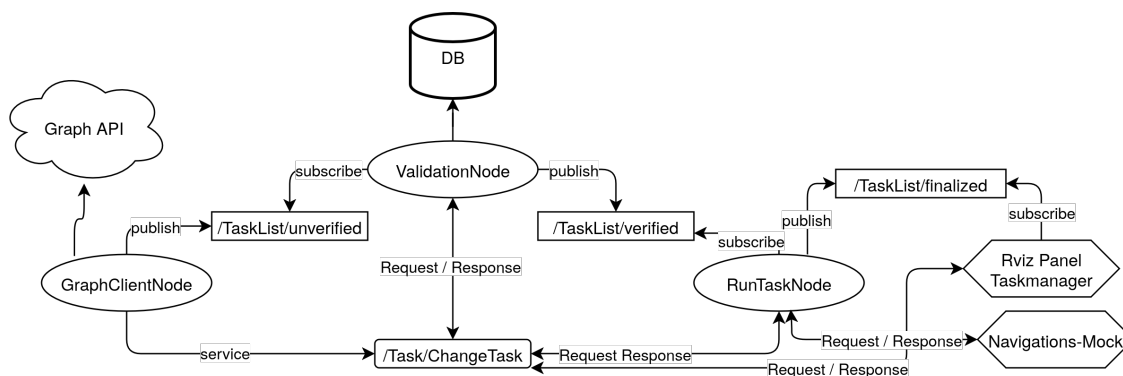 DB
Graph API
subscribe
ValidationNode
publish
/TaskList/finalized
publish
/TaskList/unverified
/TaskList/verified
publish
subscribe
subscribe
GraphClientNode
Request / Response
RunTaskNode
Rviz Panel
Taskmanager
service
/Task/ChangeTask
Request Response
Request / Response
Navigations-Mock
Request / Response